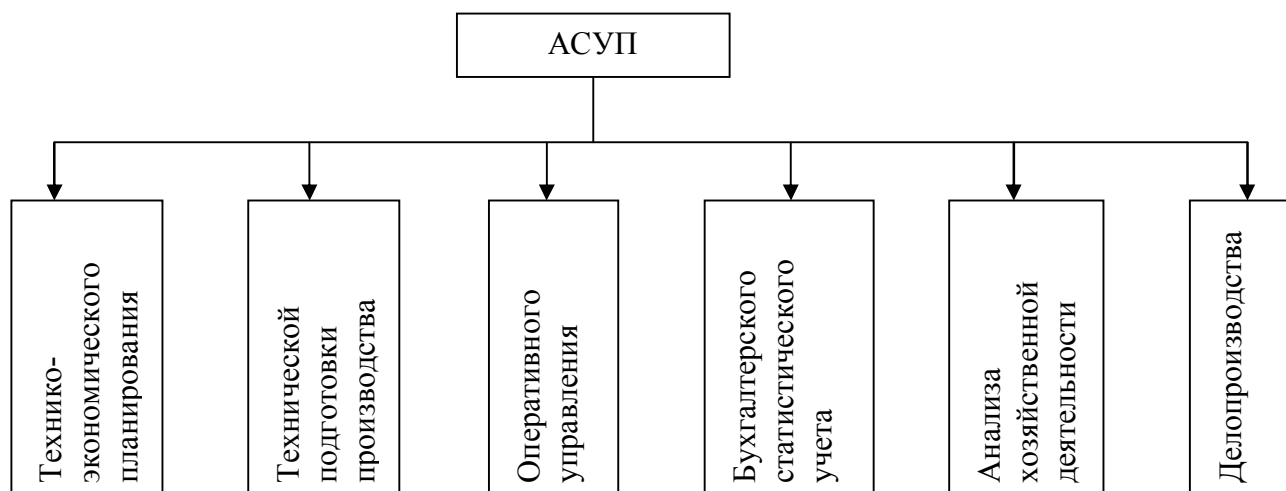 АСУП
Технико-
экономического
планирования
Технической
подготовки
производства
Оперативного
управления
Бухгалтерского
статистического
учета
Анализа
хозяйственной
деятельности
Делопроизводства